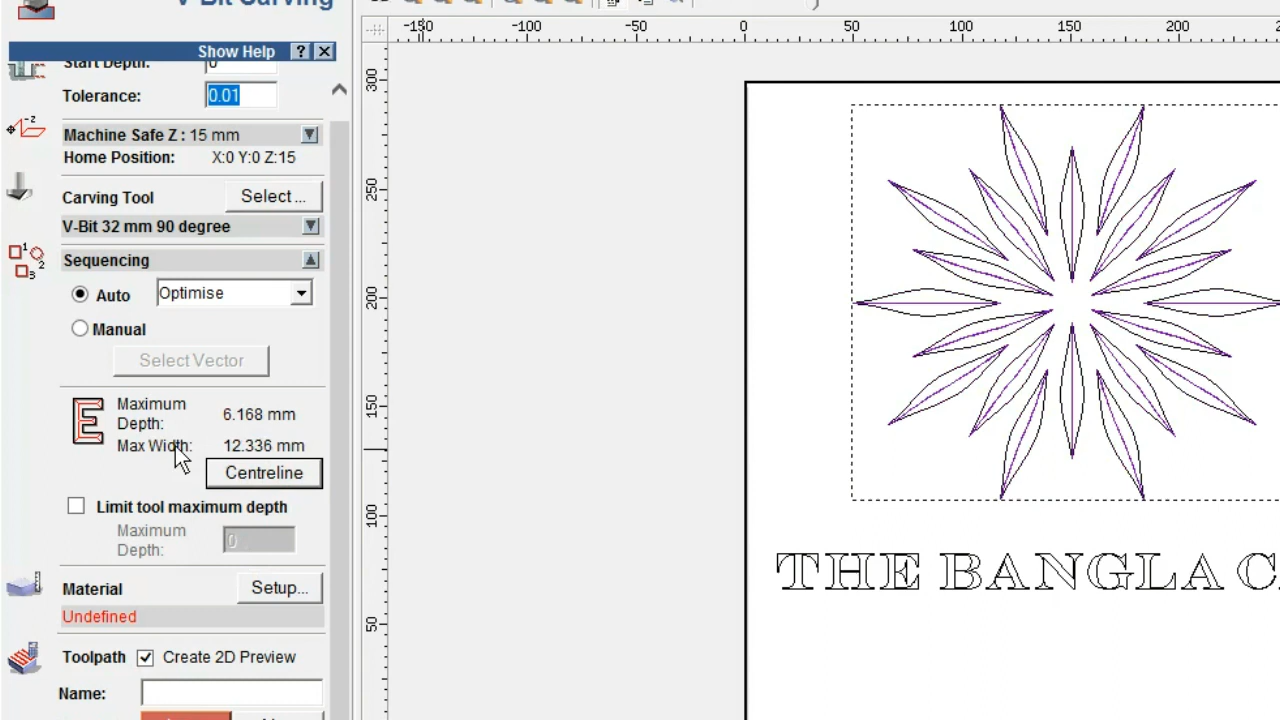 V-Bit Carving
Show Help ? X
Start Depth: 0
Tolerance: 0.01
Machine Safe Z : 15 mm
Home Position: X:0 Y:0 Z:15
Carving Tool Select ...
V-Bit 32 mm 90 degree
Sequencing
Auto Optimise
Manual
Select Vector
Maximum Depth: 6.168 mm
Max Width: 12.336 mm
Centreline
Limit tool maximum depth
Maximum Depth: 0
Material Setup...
Undefined
Toolpath Create 2D Preview
Name:
-150 -100 -50 0 50 100 150 200
300
250
200
150
100
50
THE BANGLA